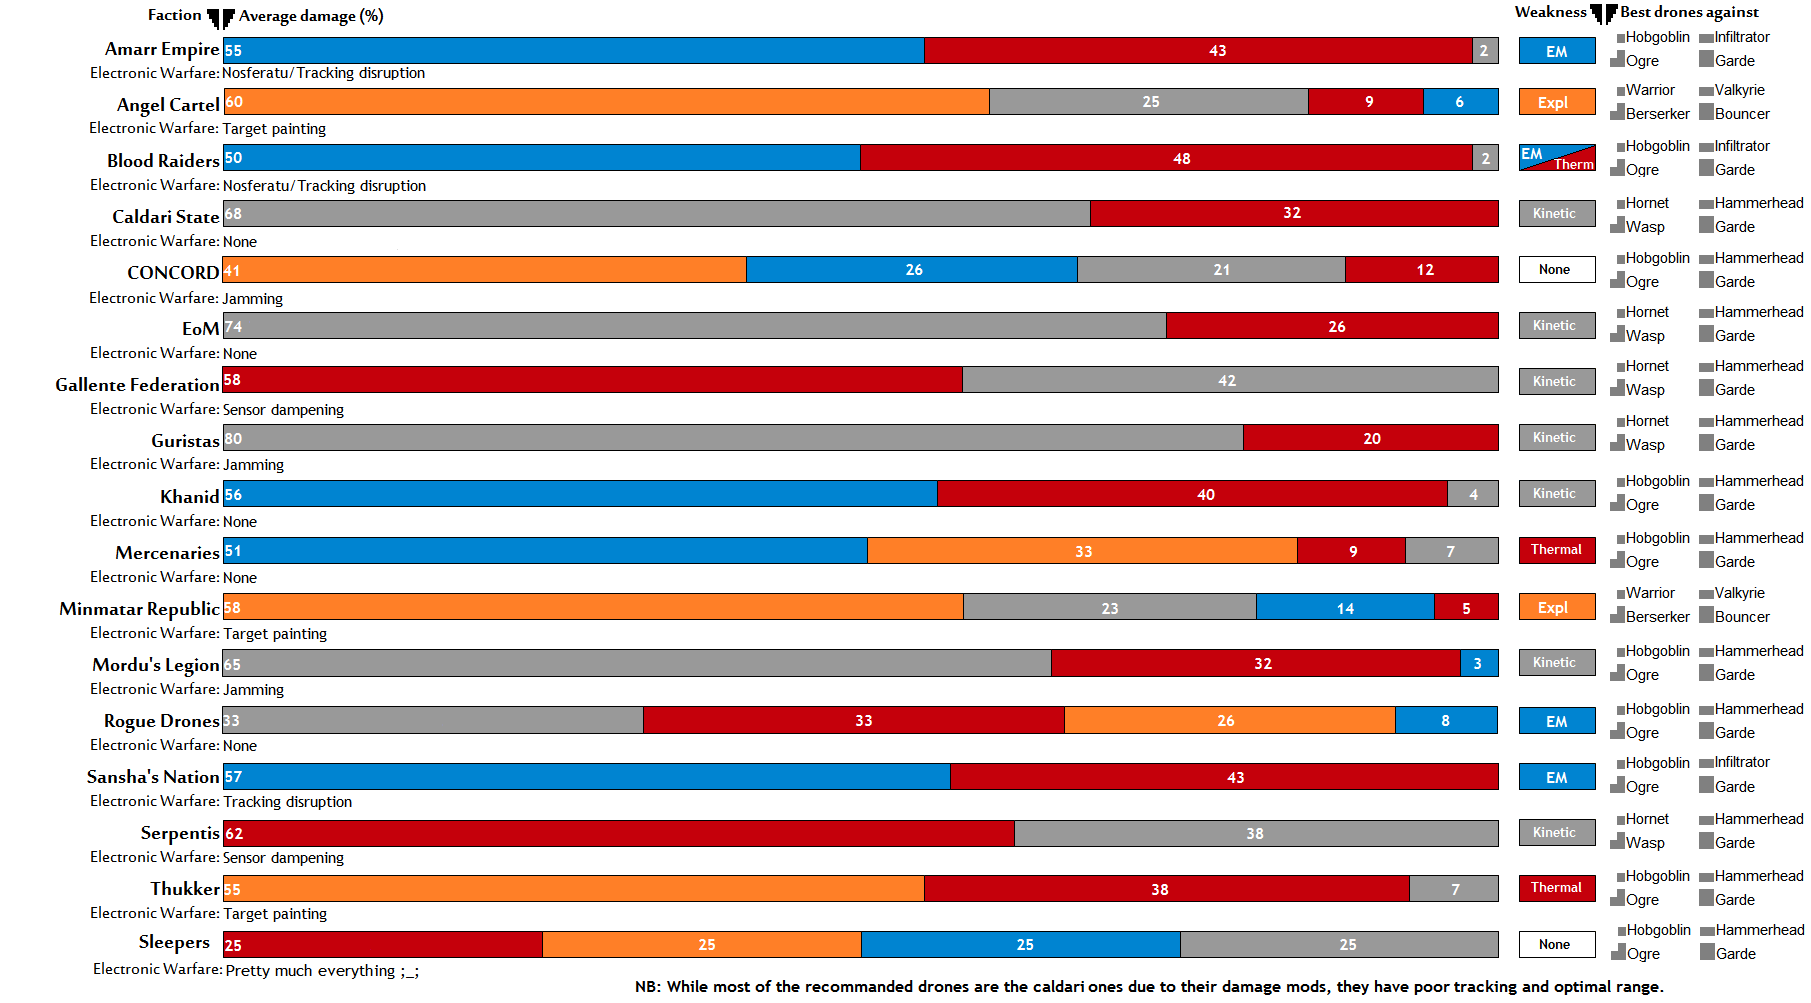 Faction Average damage (%) Weakness Best drones against
Amarr Empire 55 43 2 EM Hobgoblin Infiltrator
Electronic Warfare: Nosferatu/Tracking disruption Ogre Garde
Angel Cartel 60 25 9 6 Expl Warrior Valkyrie
Electronic Warfare: Target painting Berserker Bouncer
Blood Raiders 50 48 2 EM Therm Hobgoblin Infiltrator
Electronic Warfare: Nosferatu/Tracking disruption Ogre Garde
Caldari State 68 32 Kinetic Hornet Hammerhead
Electronic Warfare: None Wasp Garde
CONCORD 41 26 21 12 None Hobgoblin Hammerhead
Electronic Warfare: Jamming Ogre Garde
EoM 74 26 Kinetic Hornet Hammerhead
Electronic Warfare: None Wasp Garde
Gallente Federation 58 42 Kinetic Hornet Hammerhead
Electronic Warfare: Sensor dampening Wasp Garde
Guristas 80 20 Kinetic Hornet Hammerhead
Electronic Warfare: Jamming Wasp Garde
Khanid 56 40 4 Kinetic Hobgoblin Hammerhead
Electronic Warfare: None Ogre Garde
Mercenaries 51 33 9 7 Thermal Hobgoblin Hammerhead
Electronic Warfare: None Ogre Garde
Minmatar Republic 58 23 14 5 Expl Warrior Valkyrie
Electronic Warfare: Target painting Berserker Bouncer
Mordu's Legion 65 32 3 Kinetic Hobgoblin Hammerhead
Electronic Warfare: Jamming Ogre Garde
Rogue Drones 33 33 26 8 EM Hobgoblin Hammerhead
Electronic Warfare: None Ogre Garde
Sansha's Nation 57 43 EM Hobgoblin Infiltrator
Electronic Warfare: Tracking disruption Ogre Garde
Serpentis 62 38 Kinetic Hornet Hammerhead
Electronic Warfare: Sensor dampening Wasp Garde
Thukker 55 38 7 Thermal Hobgoblin Hammerhead
Electronic Warfare: Target painting Ogre Garde
Sleepers 25 25 25 25 None Hobgoblin Hammerhead
Electronic Warfare: Pretty much everything ;_; Ogre Garde
NB: While most of the recommanded drones are the caldari ones due to their damage mods, they have poor tracking and optimal range.